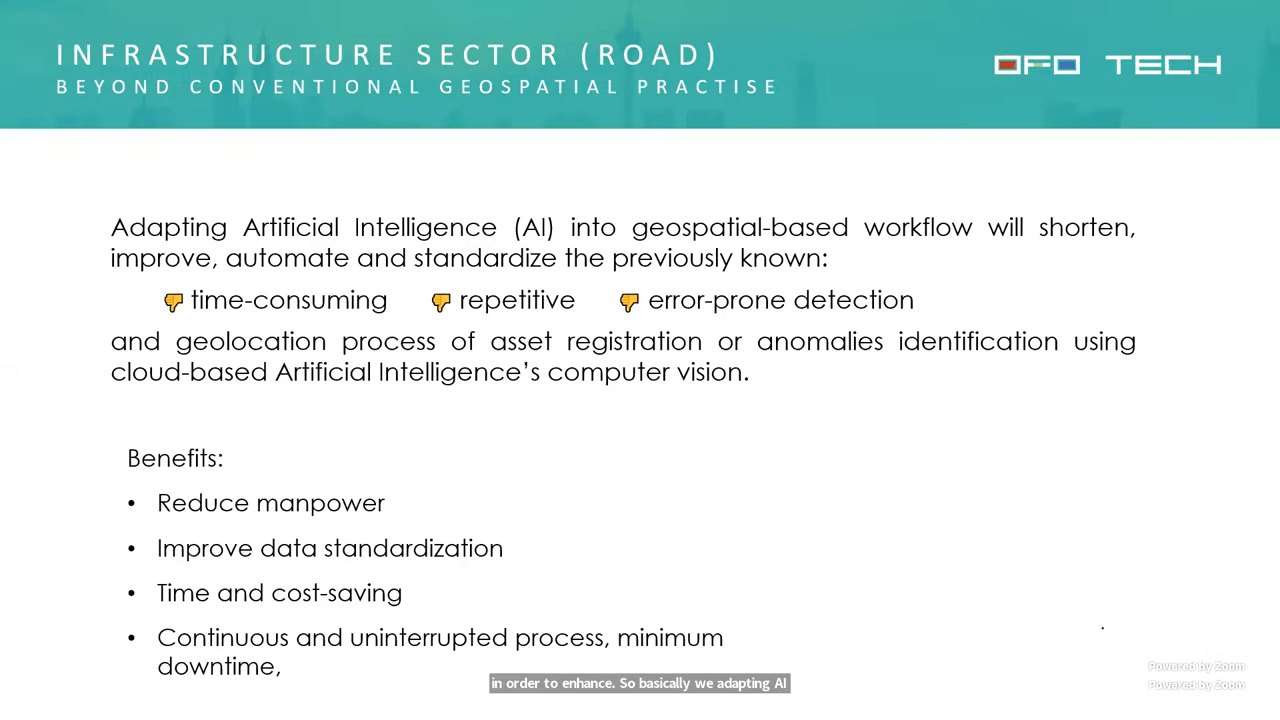 INFRASTRUCTURE SECTOR (ROAD)
BEYOND CONVENTIONAL GEOSPATIAL PRACTISE
OFO TECH
Adapting Artificial Intelligence (AI) into geospatial-based workflow will shorten,
improve, automate and standardize the previously known:
time-consuming repetitive error-prone detection
and geolocation process of asset registration or anomalies identification using
cloud-based Artificial Intelligence’s computer vision.
Benefits:
• Reduce manpower
• Improve data standardization
• Time and cost-saving
• Continuous and uninterrupted process, minimum
downtime,
Powered by Zoom
Powered by Zoom
in order to enhance. So basically we adapting AI